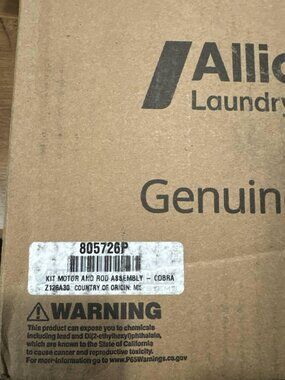 Allia
Laundry
Genuin
805726P
KIT MOTOR AND ROD ASSEMBLY - COBRA
Z126A30 COUNTRY OF ORIGIN: MX
WARNING
This product can expose you to chemicals
including lead and Di(2-ethylhexyl)phthalate,
which are known to the State of California
to cause cancer and reproductive toxicity.
For more information go to www.P65Warnings.ca.gov